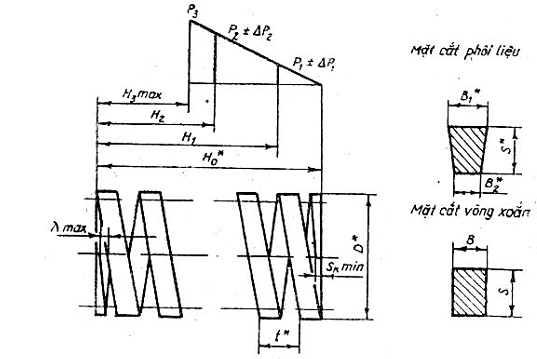 P₃
P₂ ± ΔP₂
P₁ ± ΔP₁
H₃ max
H₂
H₁
H₀*
λ max
D*
Sₖ min
t*
Mặt cắt phôi liệu
B₁*
S*
B₂*
Mặt cắt vòng xoắn
B
S